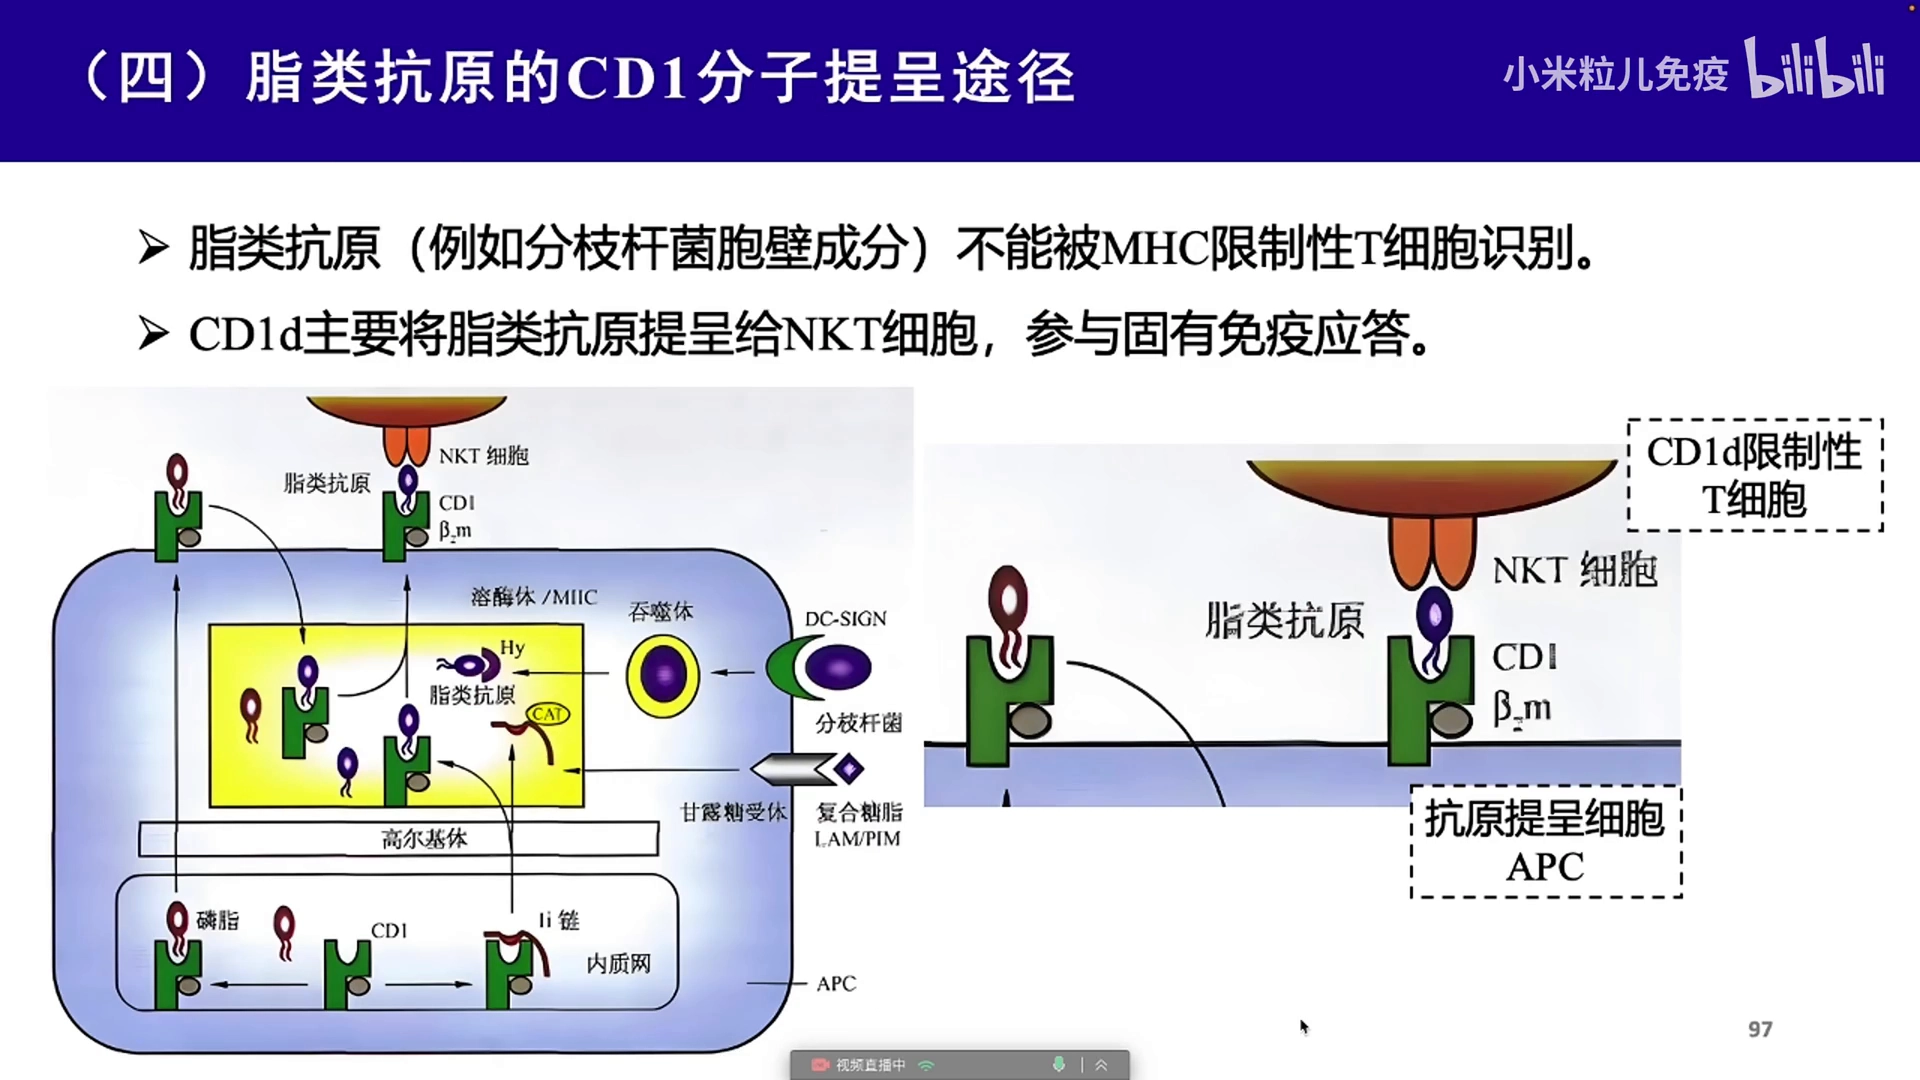 （四）脂类抗原的CD1分子提呈途径
小米粒儿免疫 bilibili
脂类抗原（例如分枝杆菌胞壁成分）不能被MHC限制性T细胞识别。
CD1d主要将脂类抗原提呈给NKT细胞，参与固有免疫应答。
NKT 细胞
脂类抗原
CD1
β₂m
溶酶体/MIIC
吞噬体
DC-SIGN
Hy
脂类抗原
CAT
分枝杆菌
甘露糖受体
复合糖脂
LAM/PIM
高尔基体
磷脂
CD1
Ii 链
内质网
APC
CD1d限制性
T细胞
NKT 细胞
脂类抗原
CD1
β₂m
抗原提呈细胞
APC
97
视频直播中